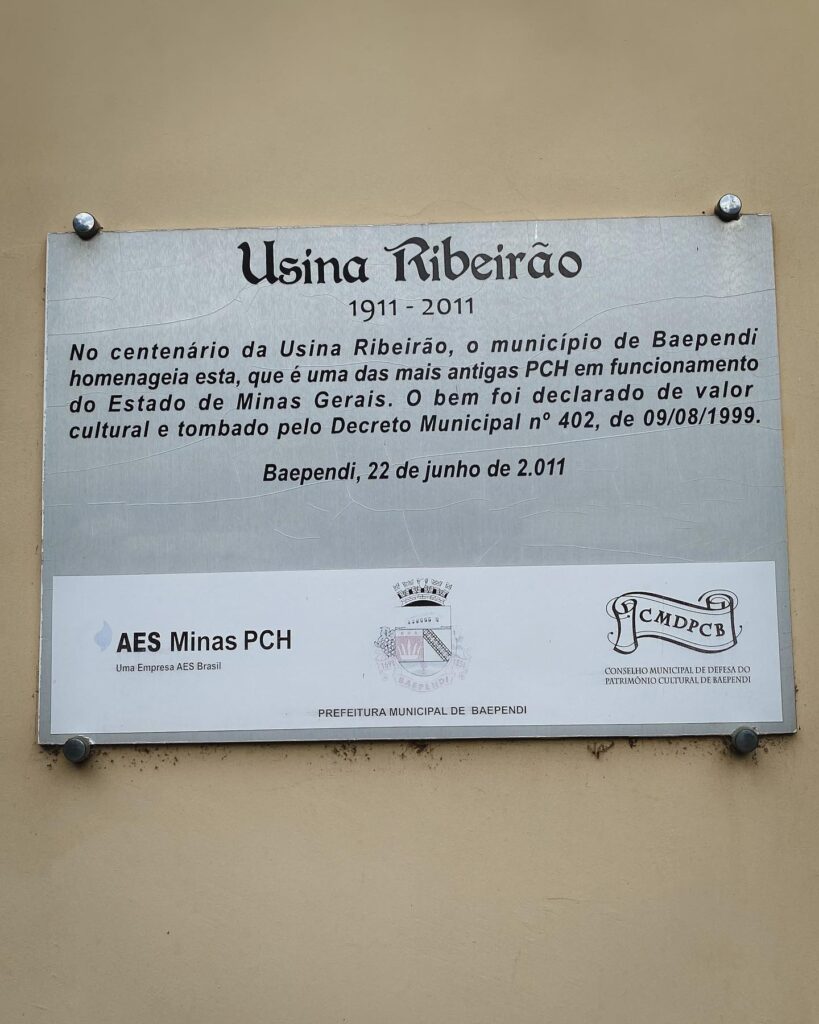 Usina Ribeirão
1911 - 2011
No centenário da Usina Ribeirão, o município de Baependi
homenageia esta, que é uma das mais antigas PCH em funcionamento
do Estado de Minas Gerais. O bem foi declarado de valor
cultural e tombado pelo Decreto Municipal nº 402, de 09/08/1999.
Baependi, 22 de junho de 2.011
AES Minas PCH
Uma Empresa AES Brasil
BAEPENDI
PREFEITURA MUNICIPAL DE BAEPENDI
CMDPCB
CONSELHO MUNICIPAL DE DEFESA DO
PATRIMÔNIO CULTURAL DE BAEPENDI